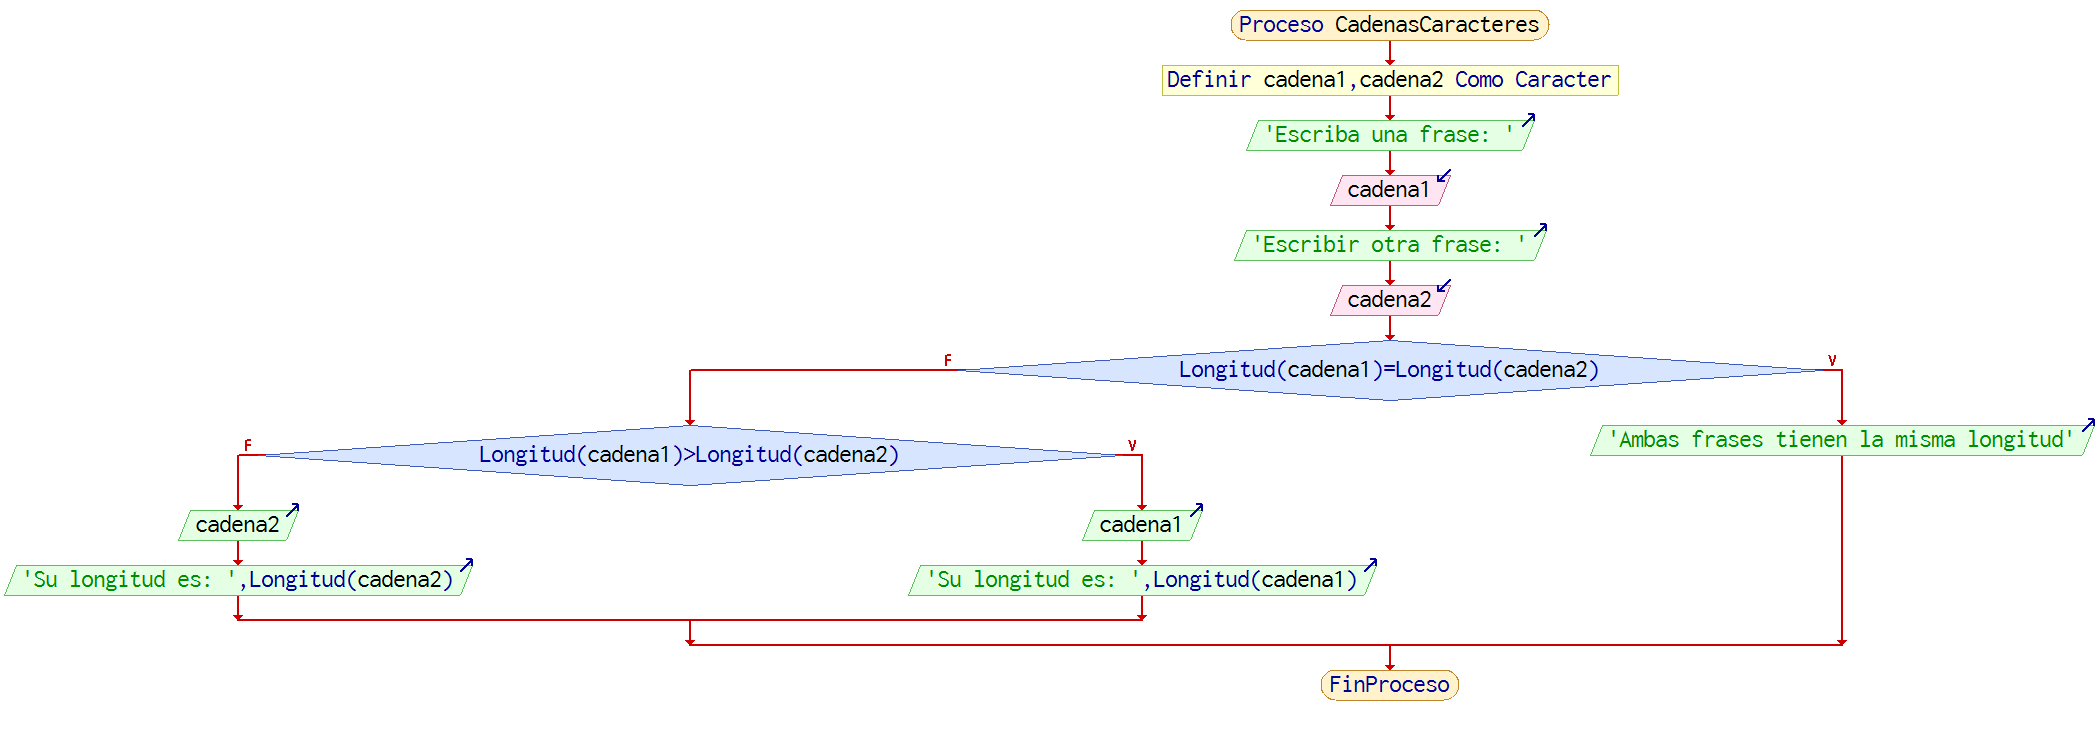 Proceso CadenasCaracteres
Definir cadena1,cadena2 Como Caracter
'Escriba una frase: '
cadena1
'Escribir otra frase: '
cadena2
Longitud(cadena1)=Longitud(cadena2)
F
V
'Ambas frases tienen la misma longitud'
Longitud(cadena1)>Longitud(cadena2)
F
V
cadena2
cadena1
'Su longitud es: ',Longitud(cadena2)
'Su longitud es: ',Longitud(cadena1)
FinProceso